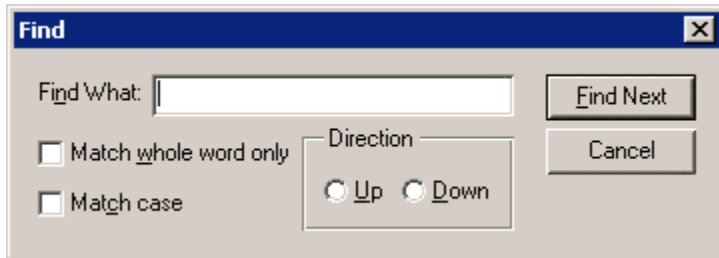 Find
Find What:
Find Next
Match whole word only
Direction
Cancel
Up
Down
Match case